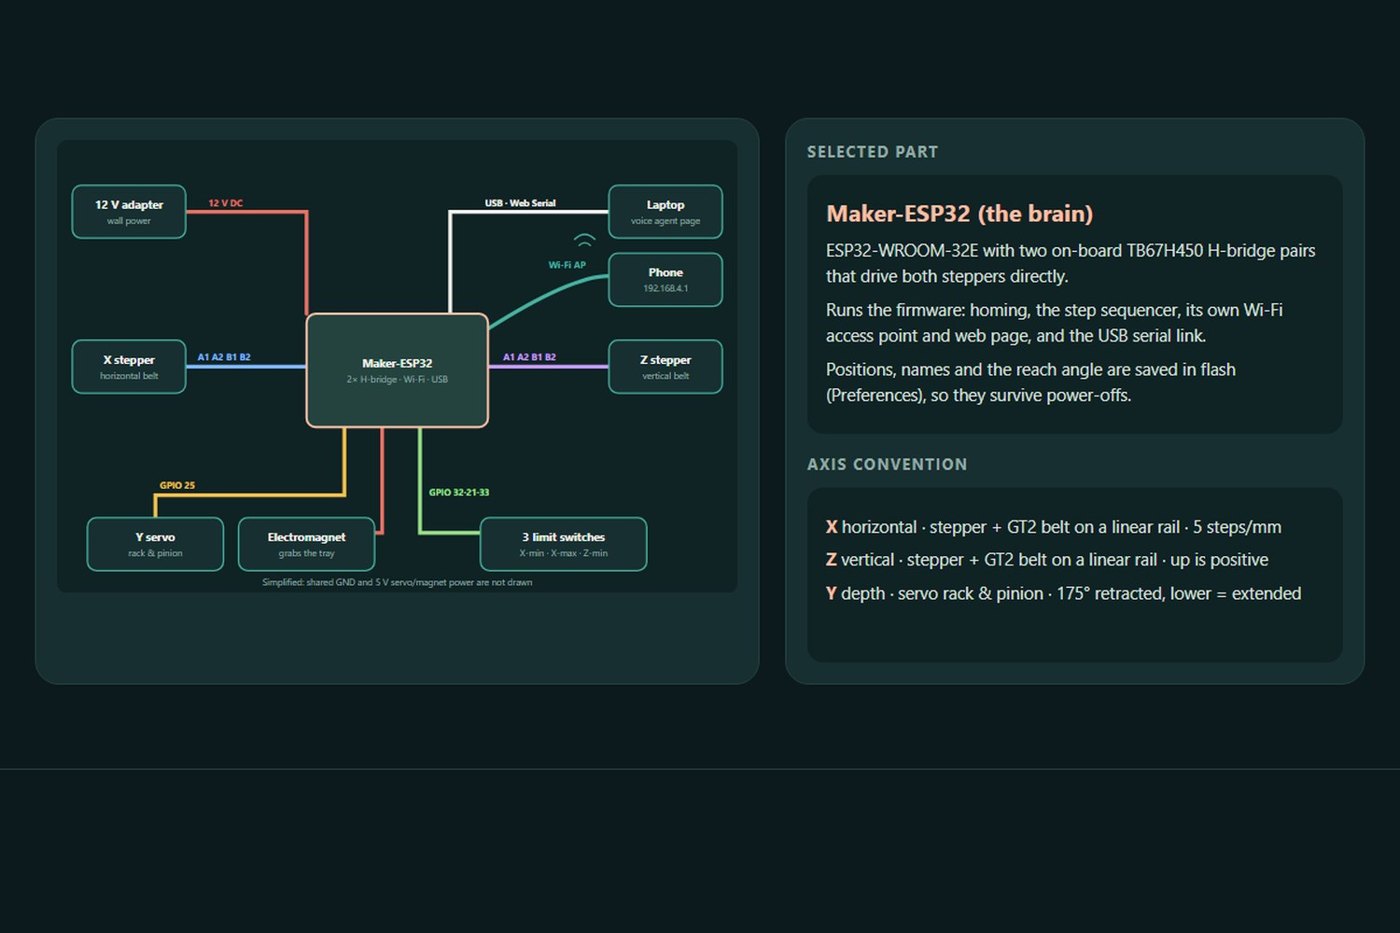 12 V adapter
wall power
12 V DC
USB · Web Serial
Laptop
voice agent page
Wi-Fi AP
Phone
192.168.4.1
X stepper
horizontal belt
A1 A2 B1 B2
Maker-ESP32
2× H-bridge · Wi-Fi · USB
A1 A2 B1 B2
Z stepper
vertical belt
GPIO 25
GPIO 32-21-33
Y servo
rack & pinion
Electromagnet
grabs the tray
3 limit switches
X-min · X-max · Z-min
Simplified: shared GND and 5 V servo/magnet power are not drawn
SELECTED PART
Maker-ESP32 (the brain)
ESP32-WROOM-32E with two on-board TB67H450 H-bridge pairs
that drive both steppers directly.
Runs the firmware: homing, the step sequencer, its own Wi-Fi
access point and web page, and the USB serial link.
Positions, names and the reach angle are saved in flash
(Preferences), so they survive power-offs.
AXIS CONVENTION
X horizontal · stepper + GT2 belt on a linear rail · 5 steps/mm
Z vertical · stepper + GT2 belt on a linear rail · up is positive
Y depth · servo rack & pinion · 175° retracted, lower = extended